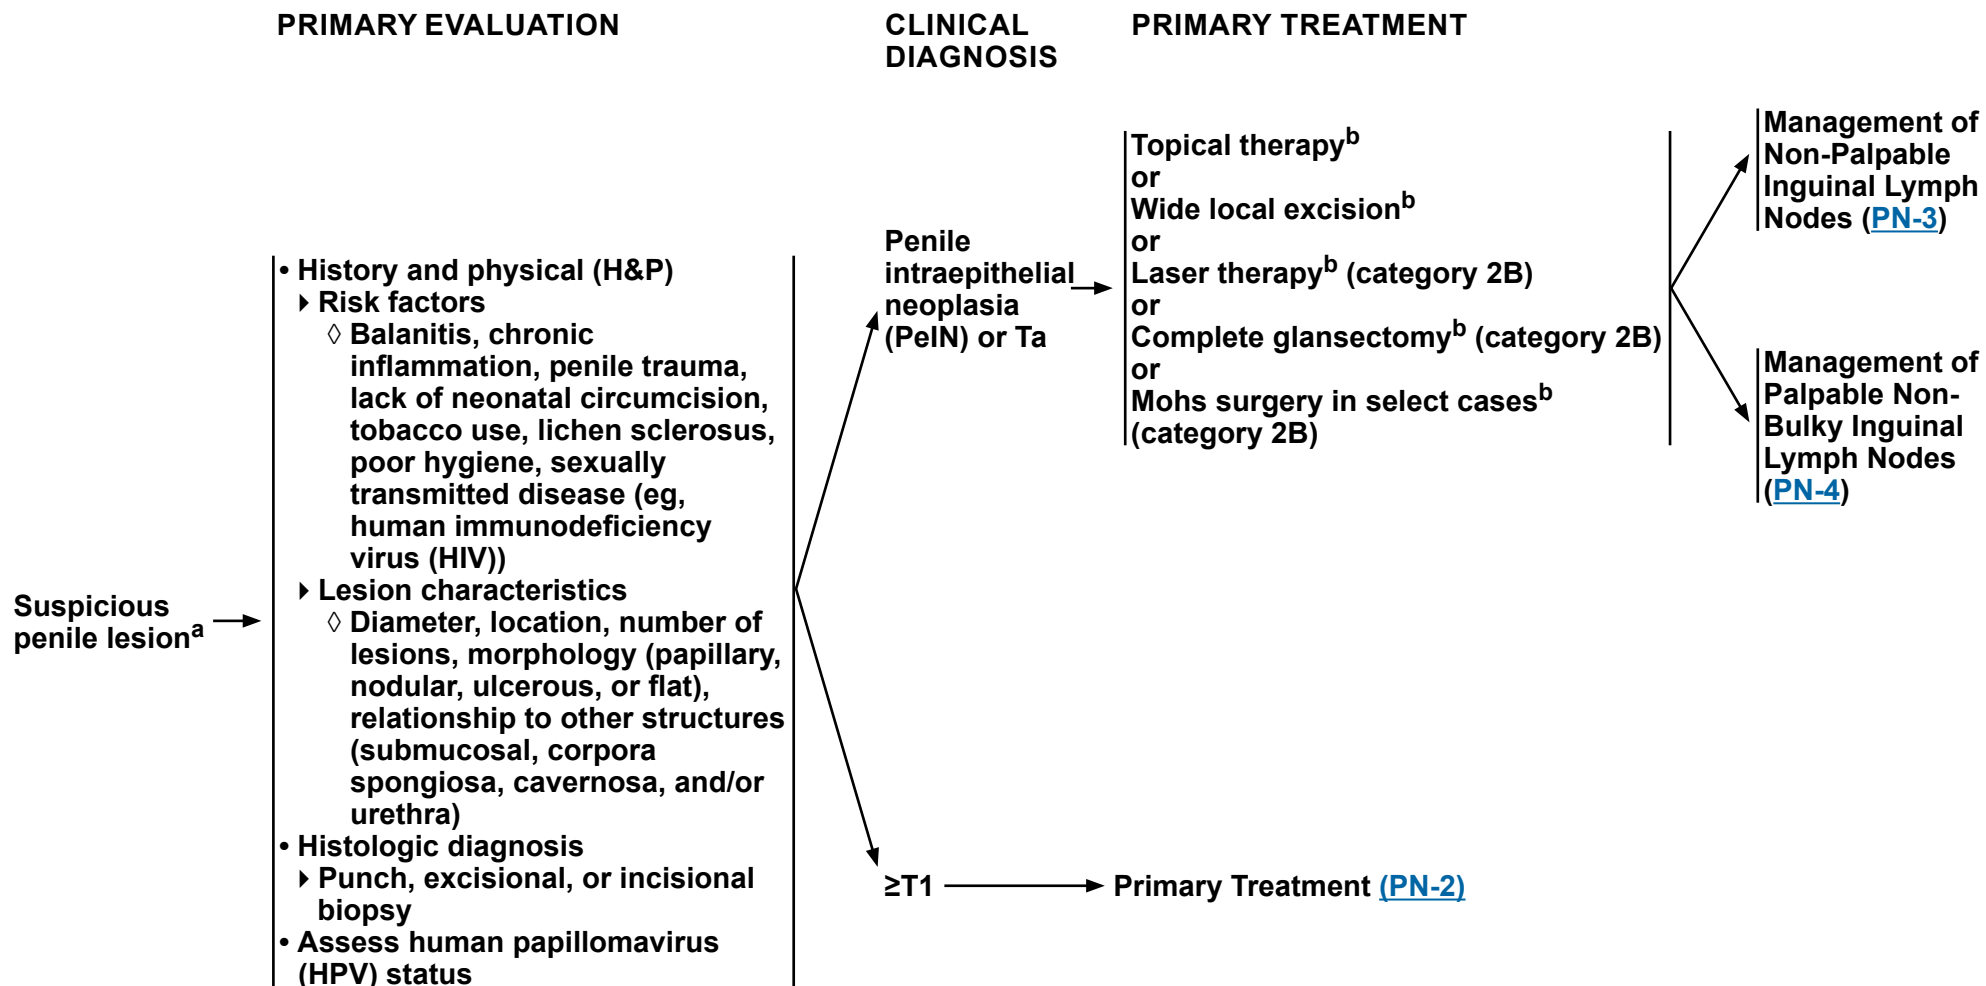 PRIMARY EVALUATION
CLINICAL
DIAGNOSIS
PRIMARY TREATMENT
Suspicious
penile lesionᵃ
• History and physical (H&P)
▸ Risk factors
◊ Balanitis, chronic
inflammation, penile trauma,
lack of neonatal circumcision,
tobacco use, lichen sclerosus,
poor hygiene, sexually
transmitted disease (eg,
human immunodeficiency
virus (HIV))
▸ Lesion characteristics
◊ Diameter, location, number of
lesions, morphology (papillary,
nodular, ulcerous, or flat),
relationship to other structures
(submucosal, corpora
spongiosa, cavernosa, and/or
urethra)
• Histologic diagnosis
▸ Punch, excisional, or incisional
biopsy
• Assess human papillomavirus
(HPV) status
Penile
intraepithelial
neoplasia
(PeIN) or Ta
Topical therapyᵇ
or
Wide local excisionᵇ
or
Laser therapyᵇ (category 2B)
or
Complete glansectomyᵇ (category 2B)
or
Mohs surgery in select casesᵇ
(category 2B)
Management of
Non-Palpable
Inguinal Lymph
Nodes (PN-3)
Management of
Palpable Non-
Bulky Inguinal
Lymph Nodes
(PN-4)
≥T1
Primary Treatment (PN-2)